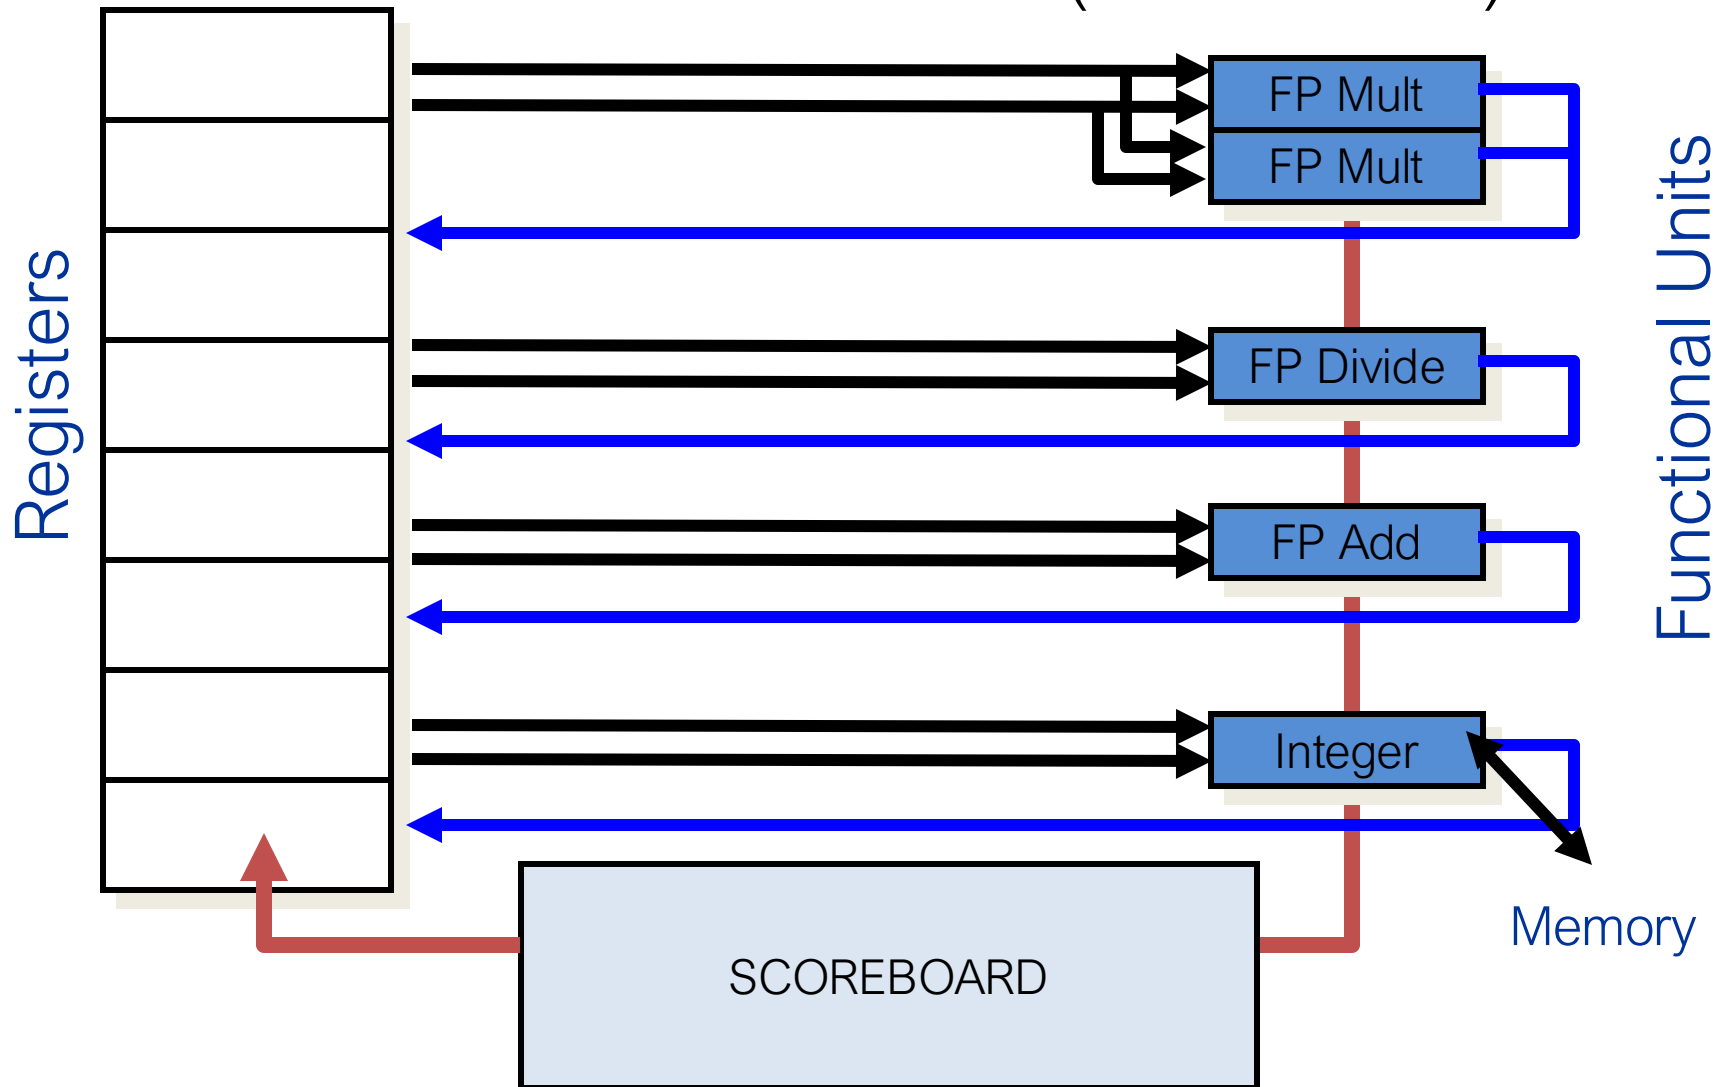 Registers
FP Mult
FP Mult
FP Divide
FP Add
Integer
Functional Units
Memory
SCOREBOARD